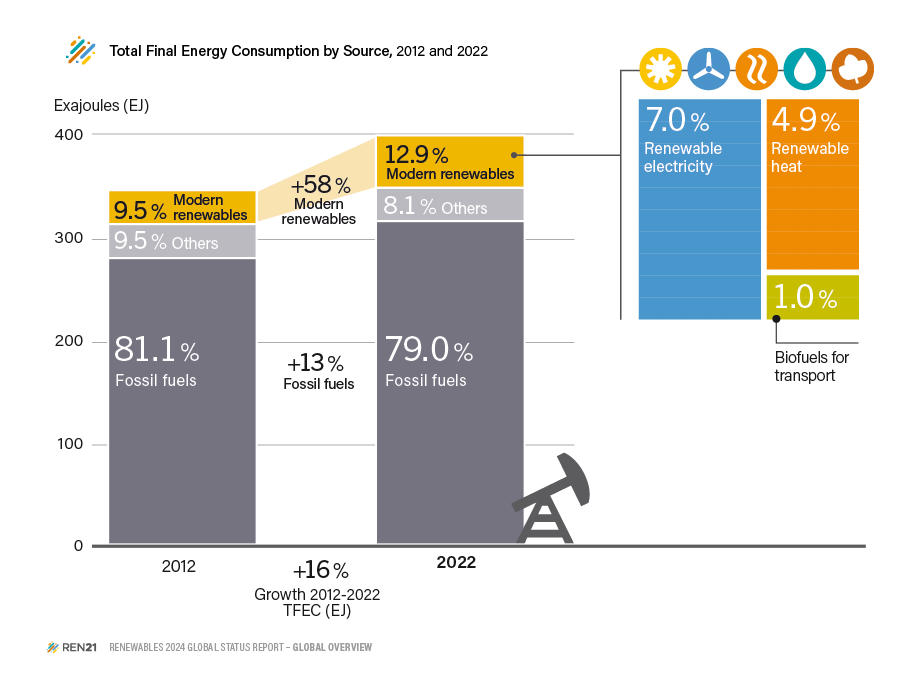 Total Final Energy Consumption by Source, 2012 and 2022
Exajoules (EJ)
400
300
200
100
0
9.5 % Modern
renewables
9.5 % Others
81.1 %
Fossil fuels
+58 %
Modern
renewables
+13 %
Fossil fuels
12.9 %
Modern renewables
8.1 % Others
79.0 %
Fossil fuels
7.0 %
Renewable
electricity
4.9 %
Renewable
heat
1.0 %
Biofuels for
transport
2012
+16 %
Growth 2012-2022
TFEC (EJ)
2022
REN21 RENEWABLES 2024 GLOBAL STATUS REPORT – GLOBAL OVERVIEW